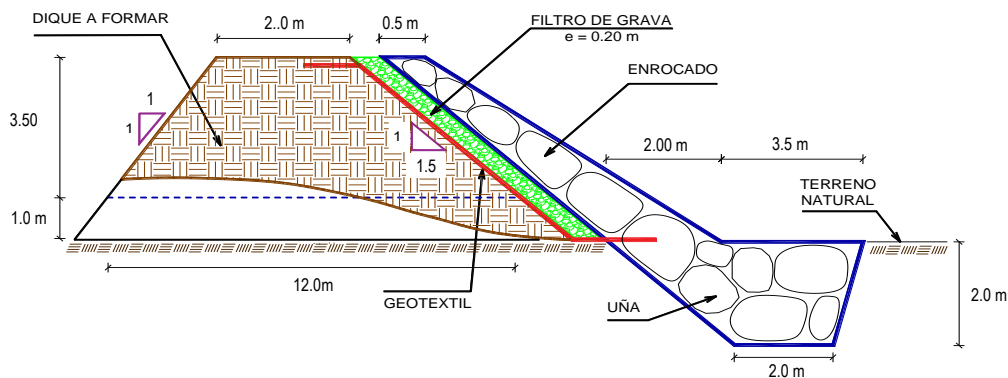 DIQUE A FORMAR
2..0 m
0.5 m
FILTRO DE GRAVA
e = 0.20 m
ENROCADO
1
1
3.50
1
1.5
2.00 m
3.5 m
TERRENO
NATURAL
1.0 m
12.0m
GEOTEXTIL
UÑA
2.0 m
2.0 m